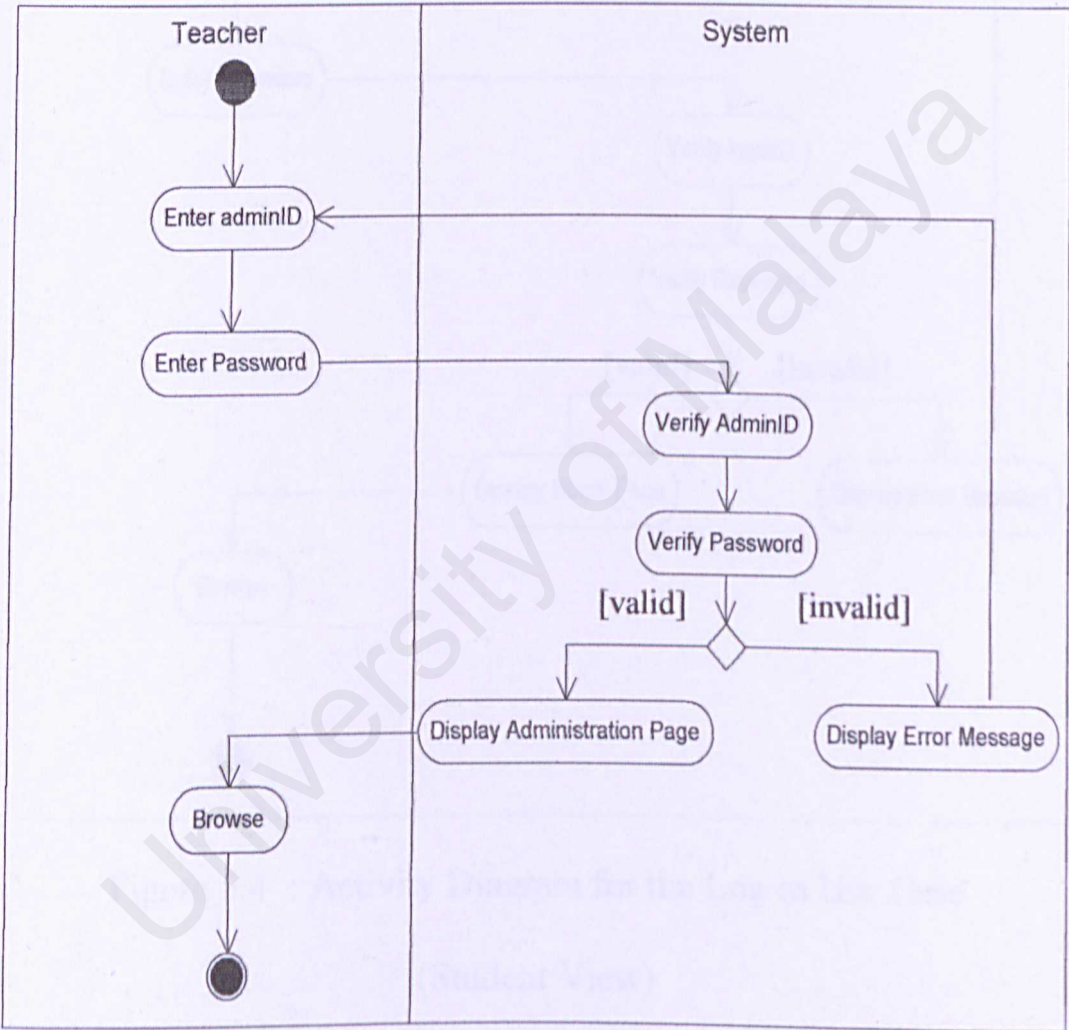 Teacher
System
Enter adminID
Enter Password
Verify AdminID
Verify Password
[valid]
[invalid]
Display Administration Page
Display Error Message
Browse
University of Malaya
Activity Diagram for the Log-in Use
(Student View)